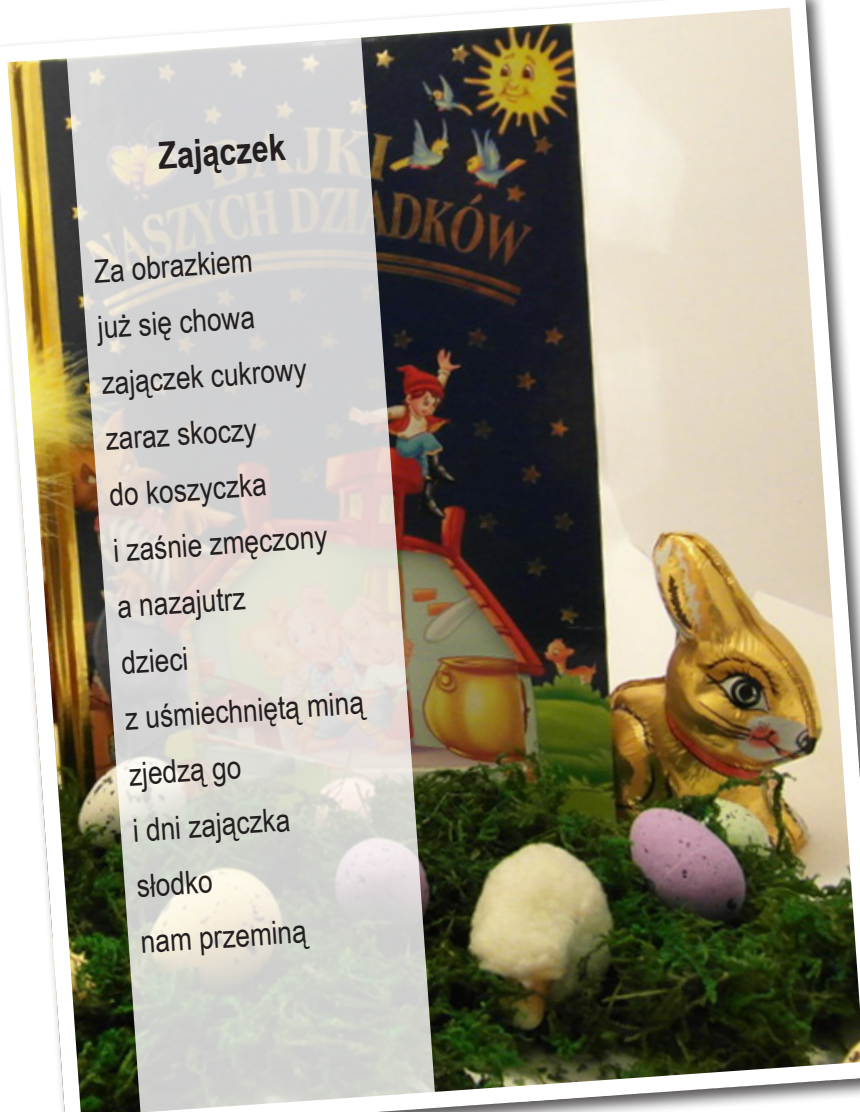 Zajączek
BAJKI
NASZYCH DZIADKÓW
Za obrazkiem
już się chowa
zajączek cukrowy
zaraz skoczy
do koszyczka
i zaśnie zmęczony
a nazajutrz
dzieci
z uśmiechniętą miną
zjedzą go
i dni zajączka
słodko
nam przeminą